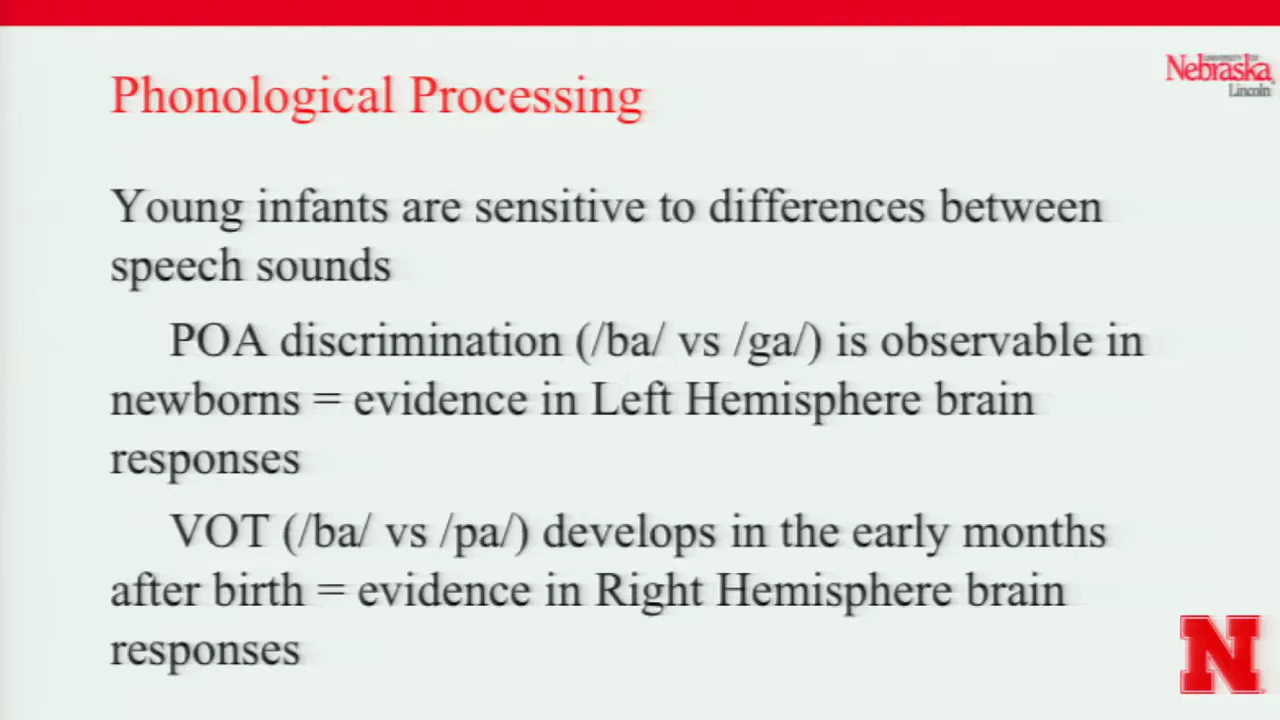 Phonological Processing
UNIVERSITY OF
Nebraska
Lincoln
Young infants are sensitive to differences between
speech sounds
POA discrimination (/ba/ vs /ga/) is observable in
newborns = evidence in Left Hemisphere brain
responses
VOT (/ba/ vs /pa/) develops in the early months
after birth = evidence in Right Hemisphere brain
responses
N